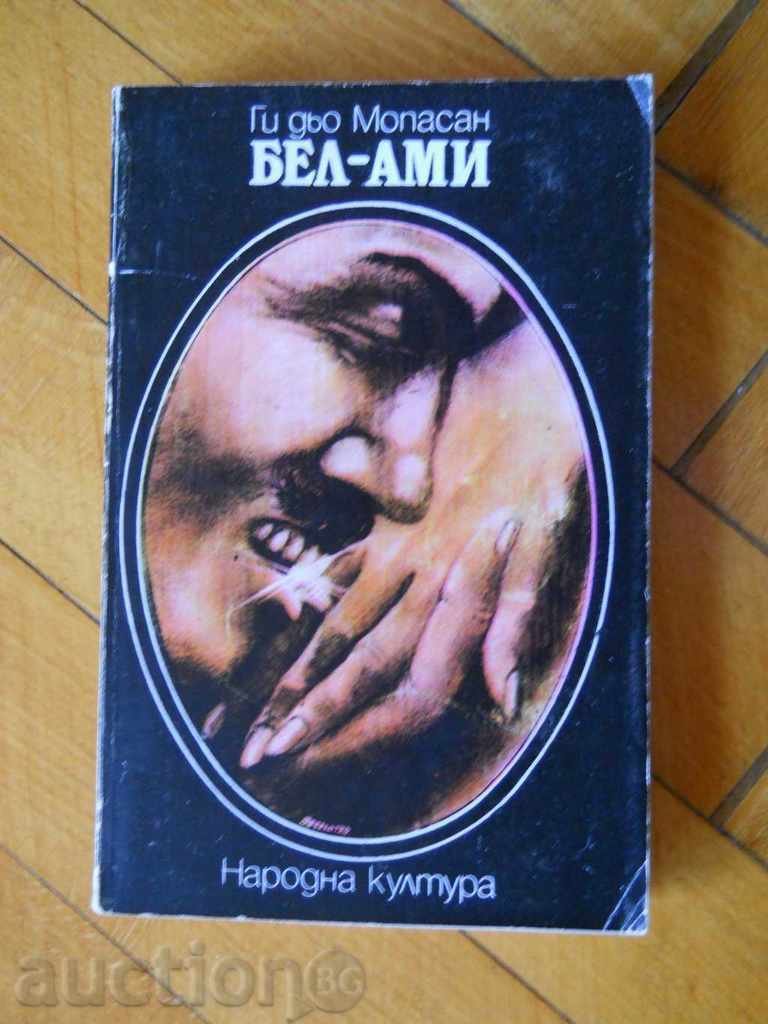 Ги дьо Мопасан
БЕЛ-АМИ
Народна култура
auctionBG